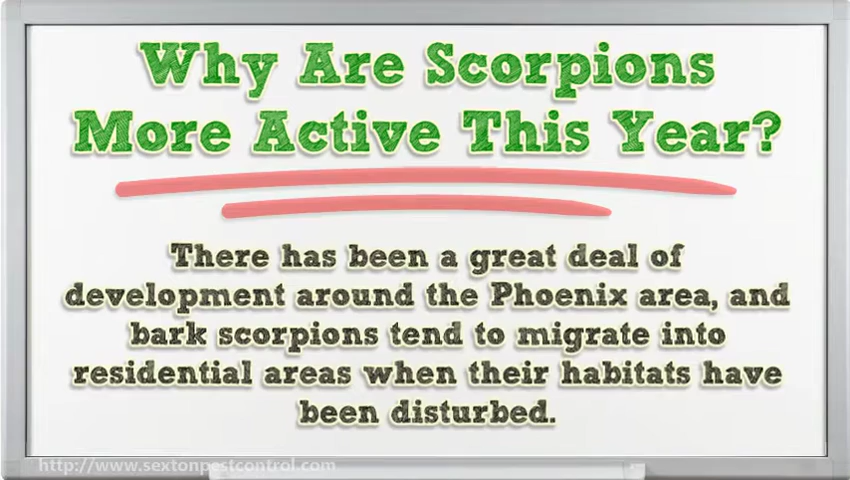 Why Are Scorpions
More Active This Year?
There has been a great deal of
development around the Phoenix area, and
bark scorpions tend to migrate into
residential areas when their habitats have
been disturbed.
http://www.sextonpestcontrol.com